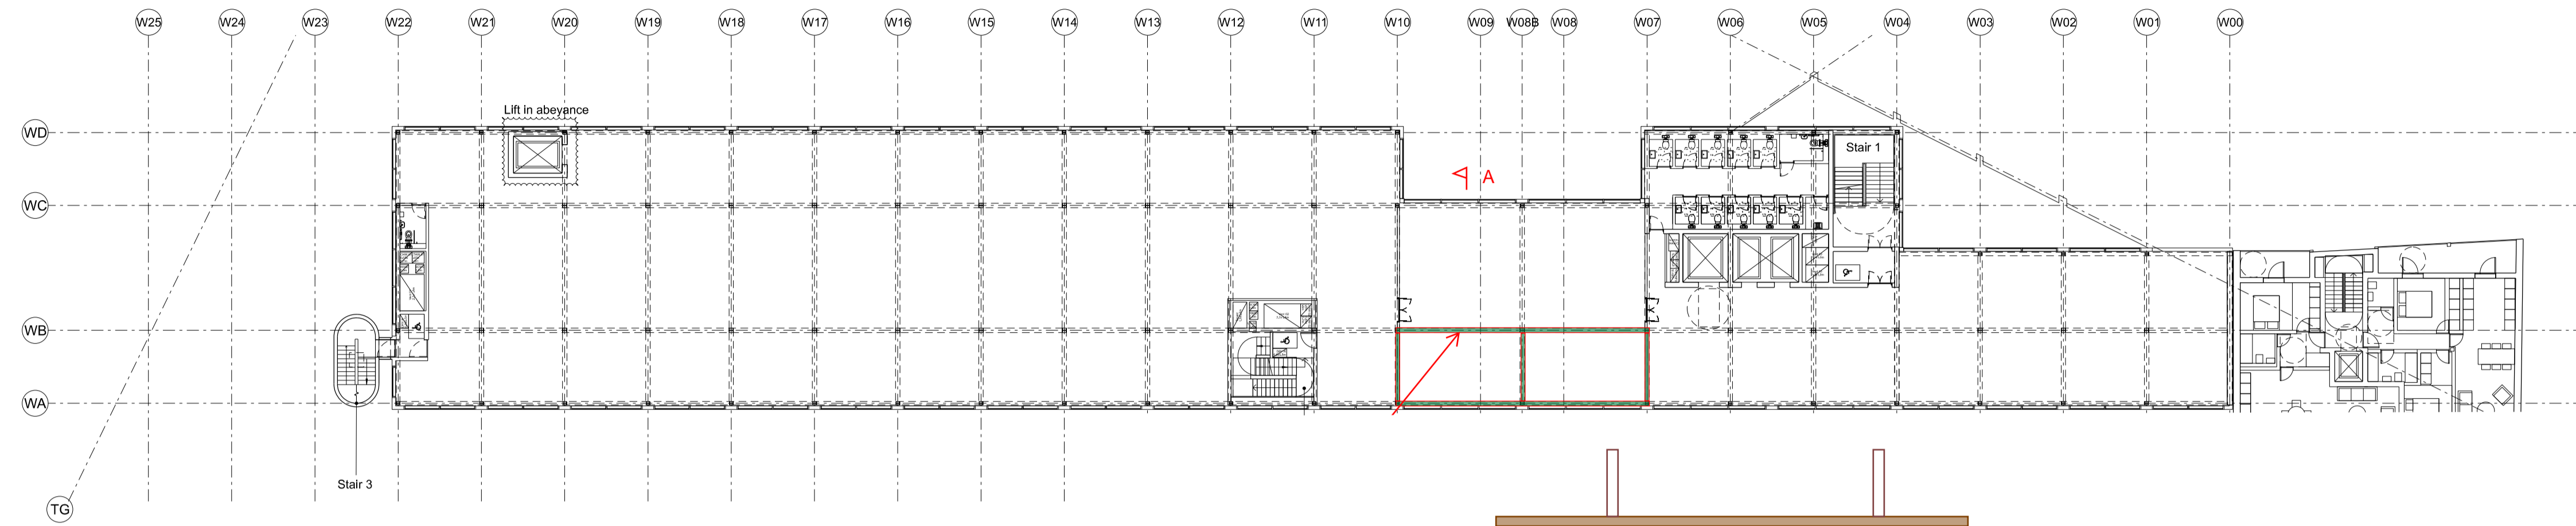 W25 W24 W23 W22 W21 W20 W19 W18 W17 W16 W15 W14 W13 W12 W11 W10 W09 W08B W08 W07 W06 W05 W04 W03 W02 W01 W00
Lift in abeyance
WD
Stair 1
A
WC
WB
WA
Stair 3
TG